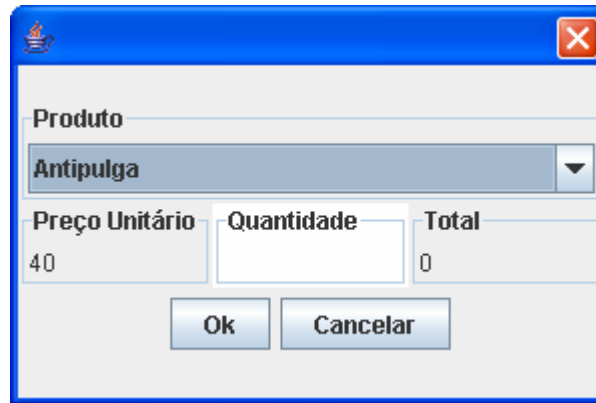 Produto
Antipulga
Preço Unitário Quantidade Total
40 0
Ok Cancelar